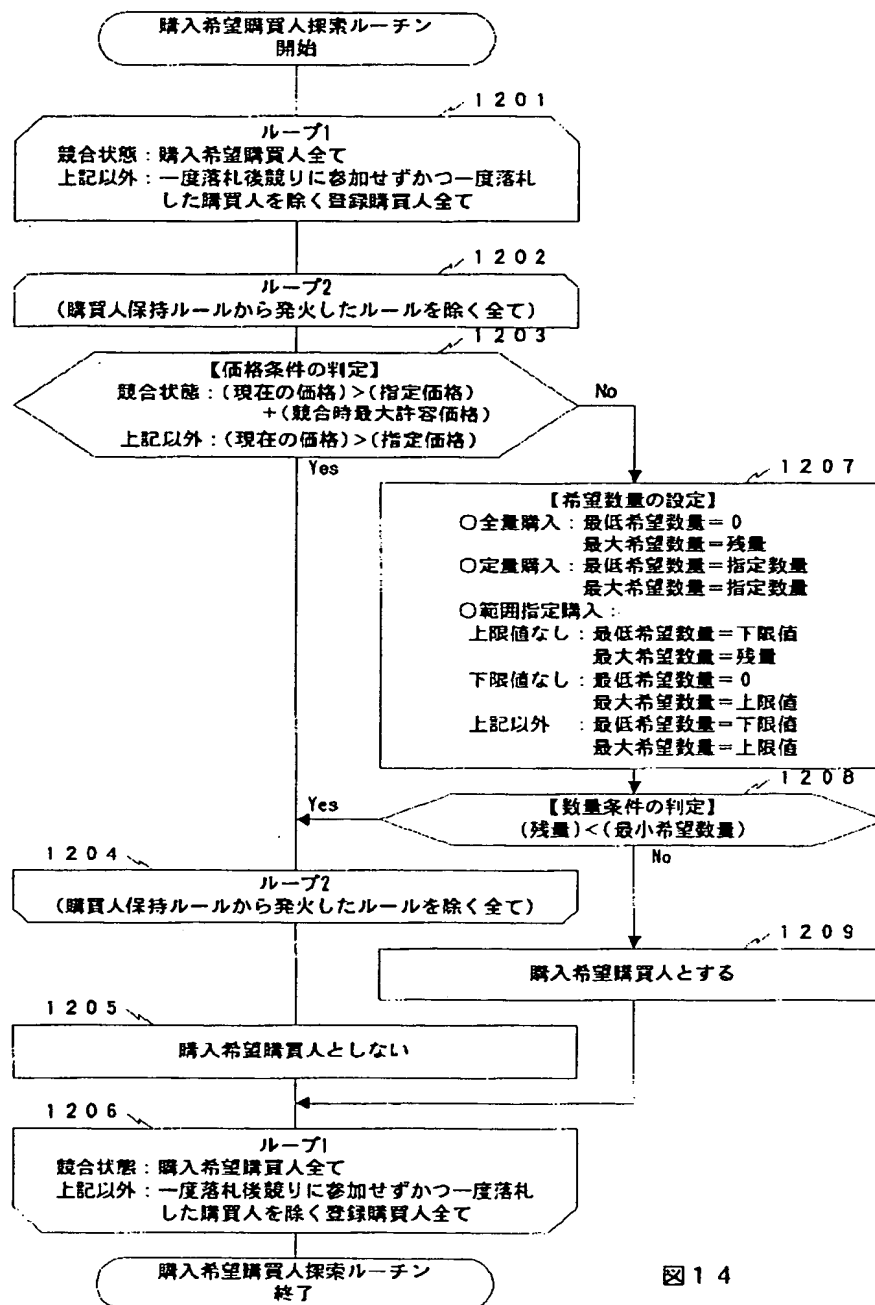 購入希望購買人探索ルーチン
開始
1201
ループ1
競合状態：購入希望購買人全て
上記以外：一度落札後競りに参加せずかつ一度落札
した購買人を除く登録購買人全て
1202
ループ2
(購買人保持ルールから発火したルールを除く全て)
1203
【価格条件の判定】
競合状態：(現在の価格)>(指定価格)
+(競合時最大許容価格)
上記以外：(現在の価格)>(指定価格)
No
Yes
1207
【希望数量の設定】
○全量購入：最低希望数量=0
最大希望数量=残量
○定量購入：最低希望数量=指定数量
最大希望数量=指定数量
○範囲指定購入：
上限値なし：最低希望数量=下限値
最大希望数量=残量
下限値なし：最低希望数量=0
最大希望数量=上限値
上記以外 ：最低希望数量=下限値
最大希望数量=上限値
1208
【数量条件の判定】
(残量)<(最小希望数量)
Yes
No
1204
ループ2
(購買人保持ルールから発火したルールを除く全て)
1209
購入希望購買人とする
1205
購入希望購買人としない
1206
ループ1
競合状態：購入希望購買人全て
上記以外：一度落札後競りに参加せずかつ一度落札
した購買人を除く登録購買人全て
購入希望購買人探索ルーチン
終了
図14